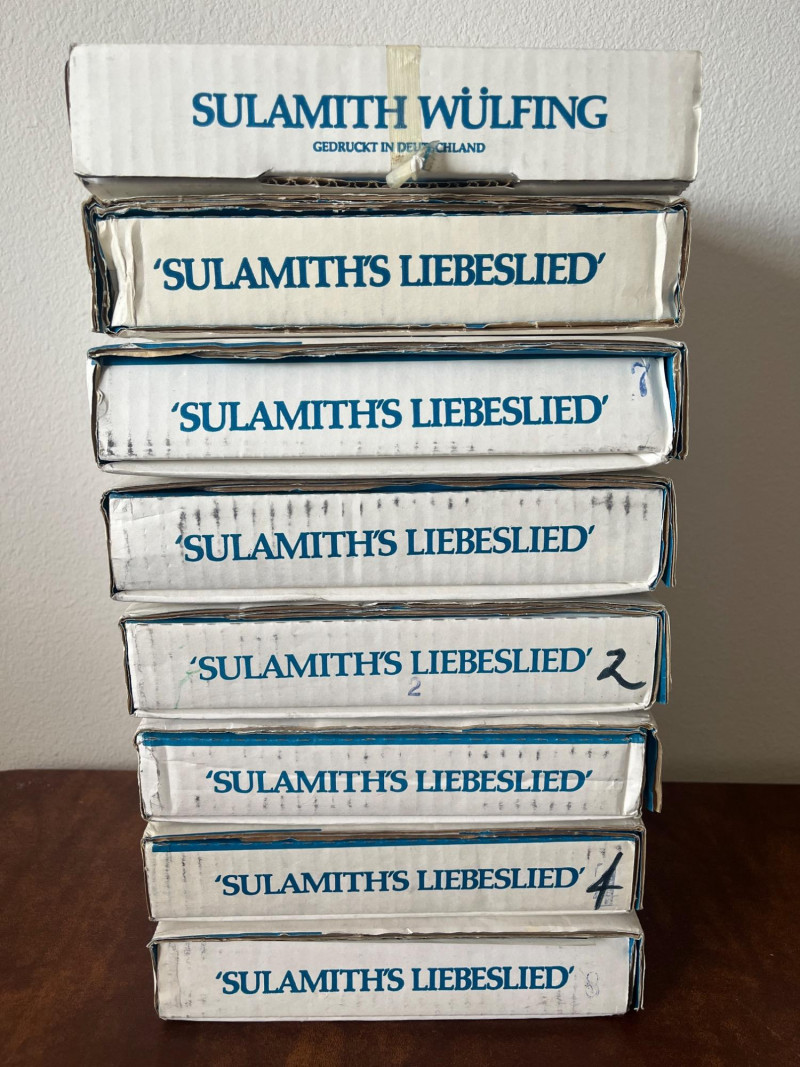 SULAMITH WÜLFING
GEDRUCKT IN DEUTSCHLAND
'SULAMITH'S LIEBESLIED'
'SULAMITH'S LIEBESLIED'
7
'SULAMITH'S LIEBESLIED'
'SULAMITH'S LIEBESLIED' 2
2
'SULAMITH'S LIEBESLIED'
'SULAMITH'S LIEBESLIED' 4
'SULAMITH'S LIEBESLIED'